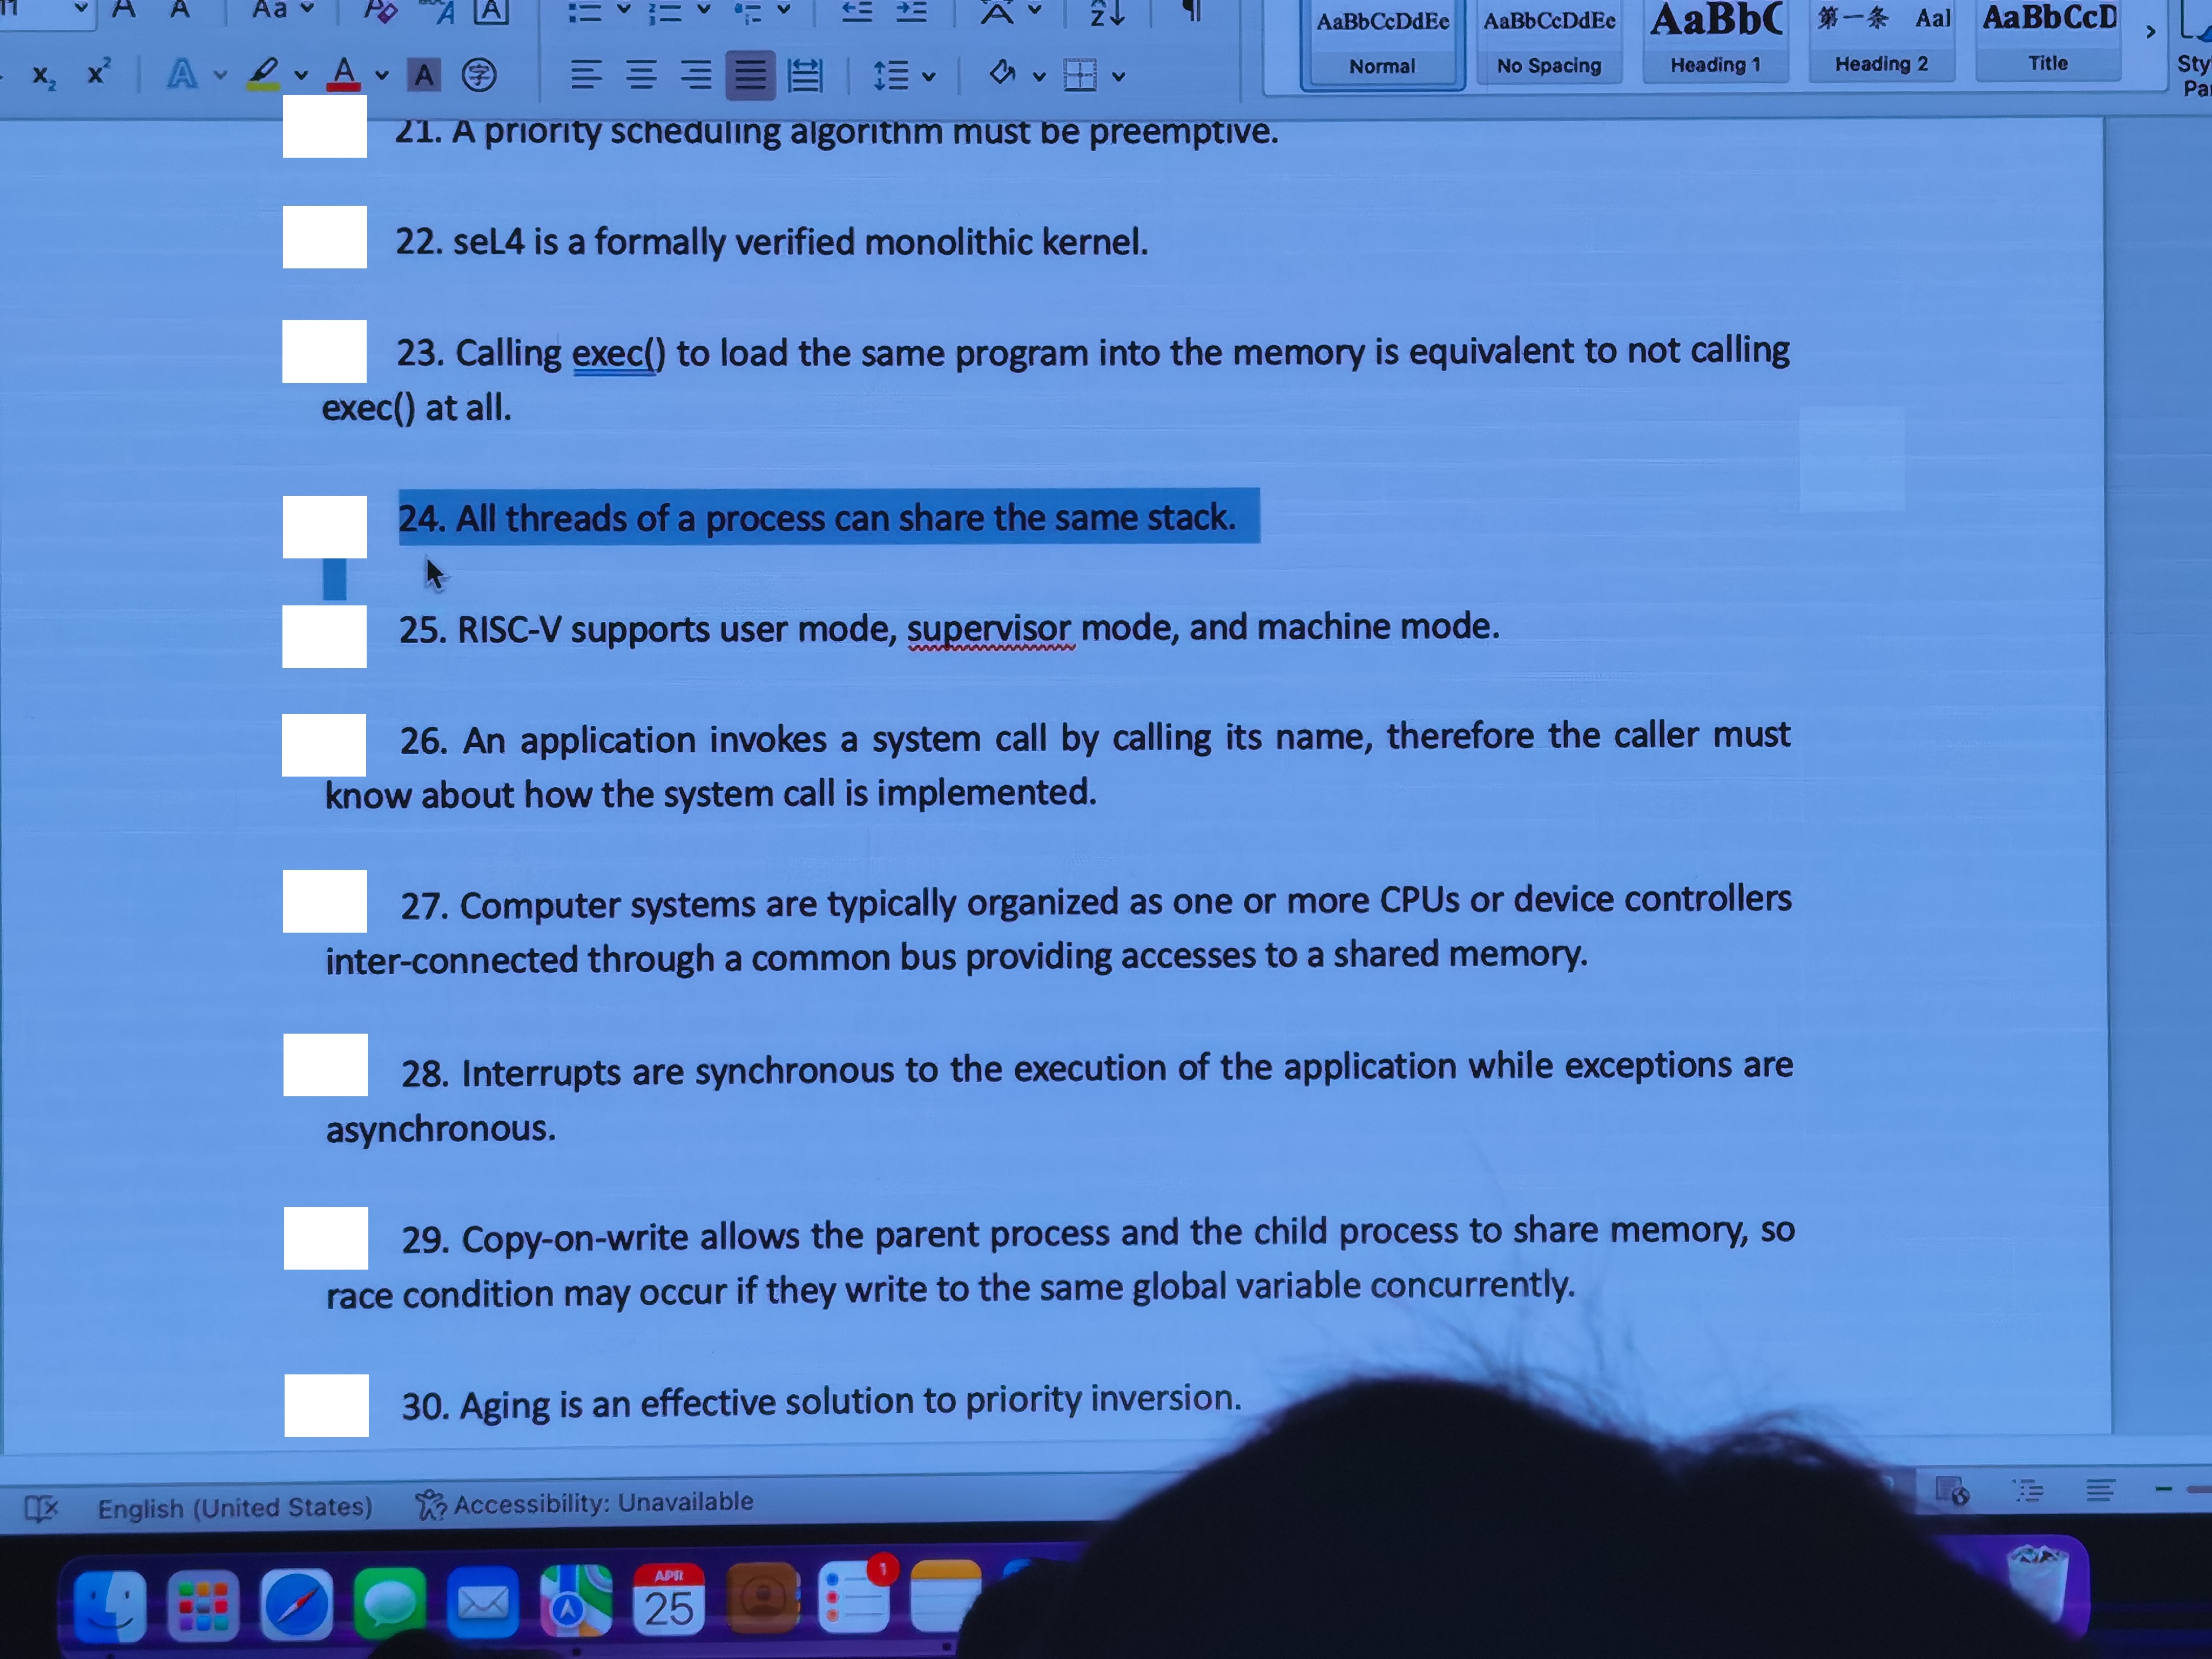 Aa
A
A
x₂ x² A A A 字
AaBbCcDdEe AaBbCcDdEe AaBbC 第一条 Aal AaBbCcD
Normal No Spacing Heading 1 Heading 2 Title
21. A priority scheduling algorithm must be preemptive.
22. seL4 is a formally verified monolithic kernel.
23. Calling exec() to load the same program into the memory is equivalent to not calling
exec() at all.
24. All threads of a process can share the same stack.
25. RISC-V supports user mode, supervisor mode, and machine mode.
26. An application invokes a system call by calling its name, therefore the caller must
know about how the system call is implemented.
27. Computer systems are typically organized as one or more CPUs or device controllers
inter-connected through a common bus providing accesses to a shared memory.
28. Interrupts are synchronous to the execution of the application while exceptions are
asynchronous.
29. Copy-on-write allows the parent process and the child process to share memory, so
race condition may occur if they write to the same global variable concurrently.
30. Aging is an effective solution to priority inversion.
English (United States) Accessibility: Unavailable
APR
25
1